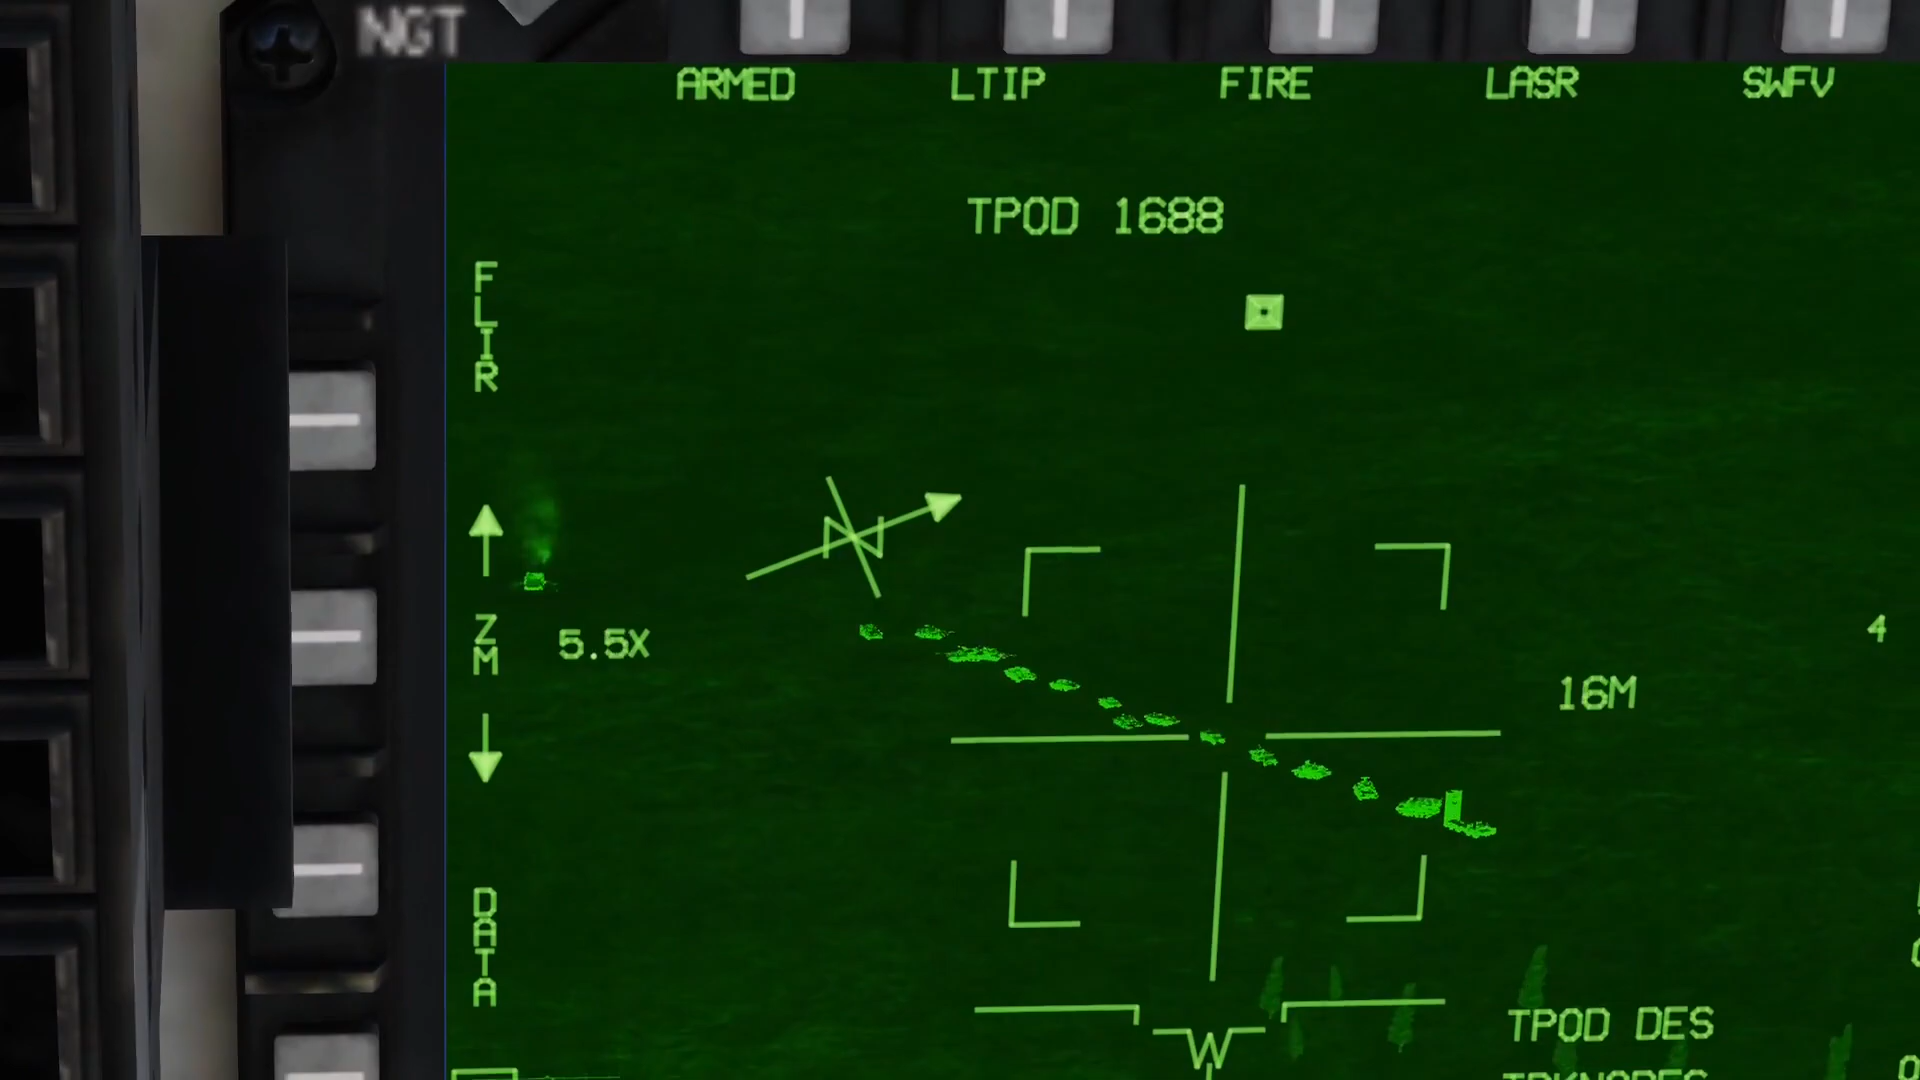 NGT
ARMED LTIP FIRE LASR SWFV
TPOD 1688
FLIR
ZM
5.5X
4
16M
DATA
W
TPOD DES